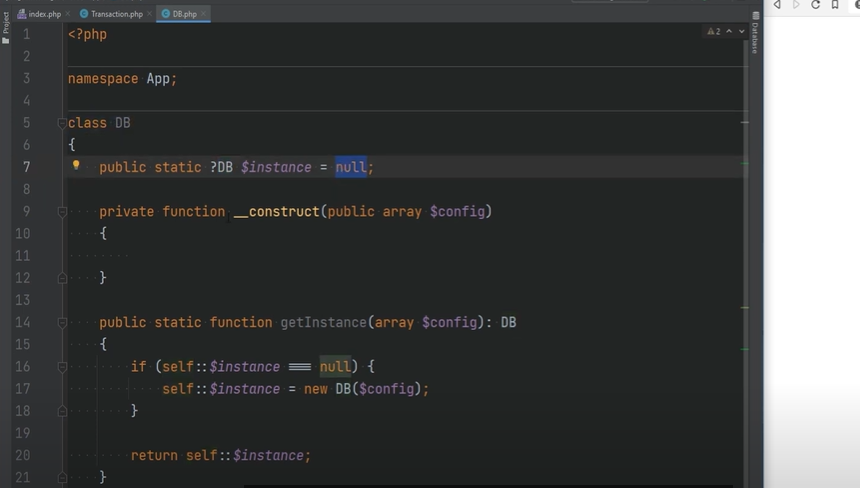 index.php
Transaction.php
DB.php
Project
Database
2
1 <?php
2
3 namespace App;
4
5 class DB
6 {
7 public static ?DB $instance = null;
8
9 private function __construct(public array $config)
10 {
11
12 }
13
14 public static function getInstance(array $config): DB
15 {
16 if (self::$instance === null) {
17 self::$instance = new DB($config);
18 }
19
20 return self::$instance;
21 }